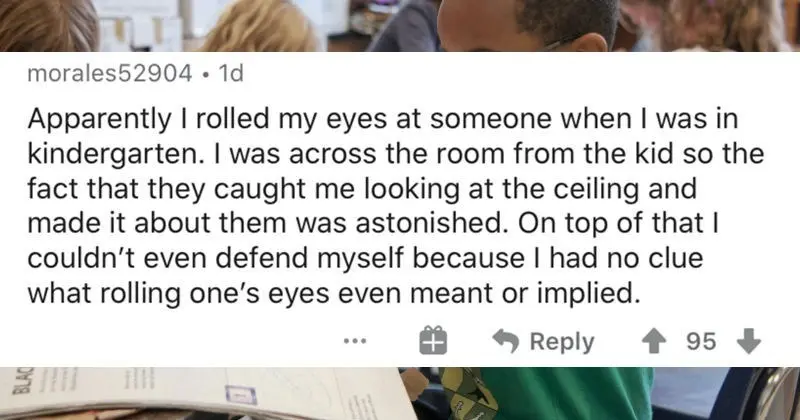 morales52904 • 1d
Apparently I rolled my eyes at someone when I was in
kindergarten. I was across the room from the kid so the
fact that they caught me looking at the ceiling and
made it about them was astonished. On top of that I
couldn't even defend myself because I had no clue
what rolling one's eyes even meant or implied.
... Reply 95
BLAC